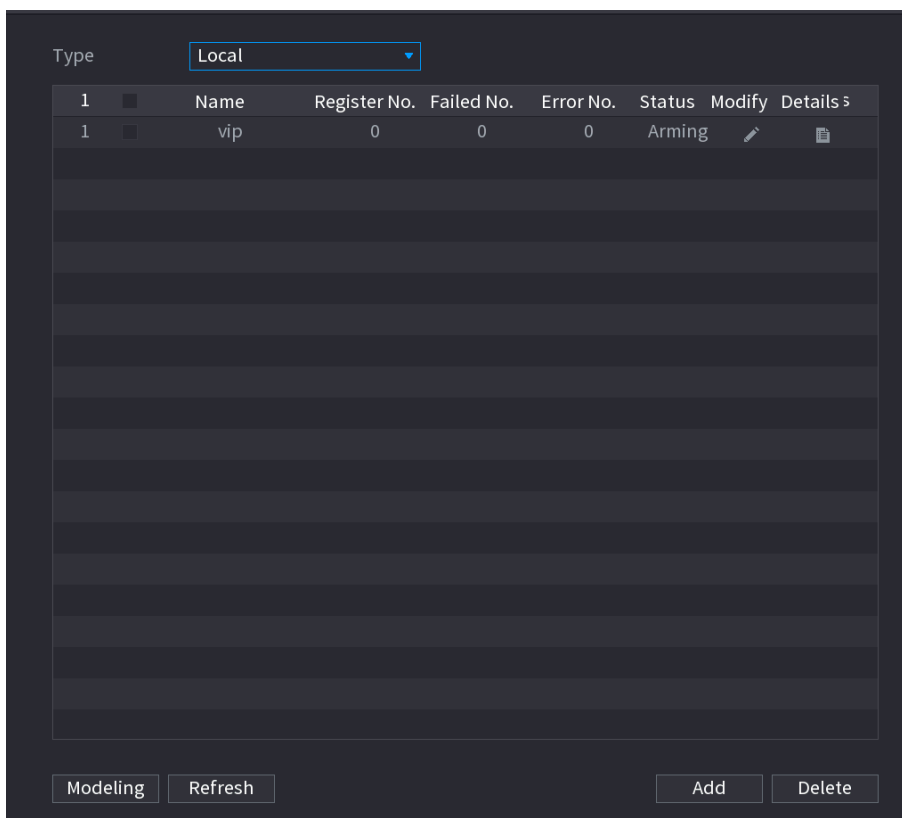 Type Local
1 Name Register No. Failed No. Error No. Status Modify Details s
1 vip 0 0 0 Arming
Modeling Refresh Add Delete